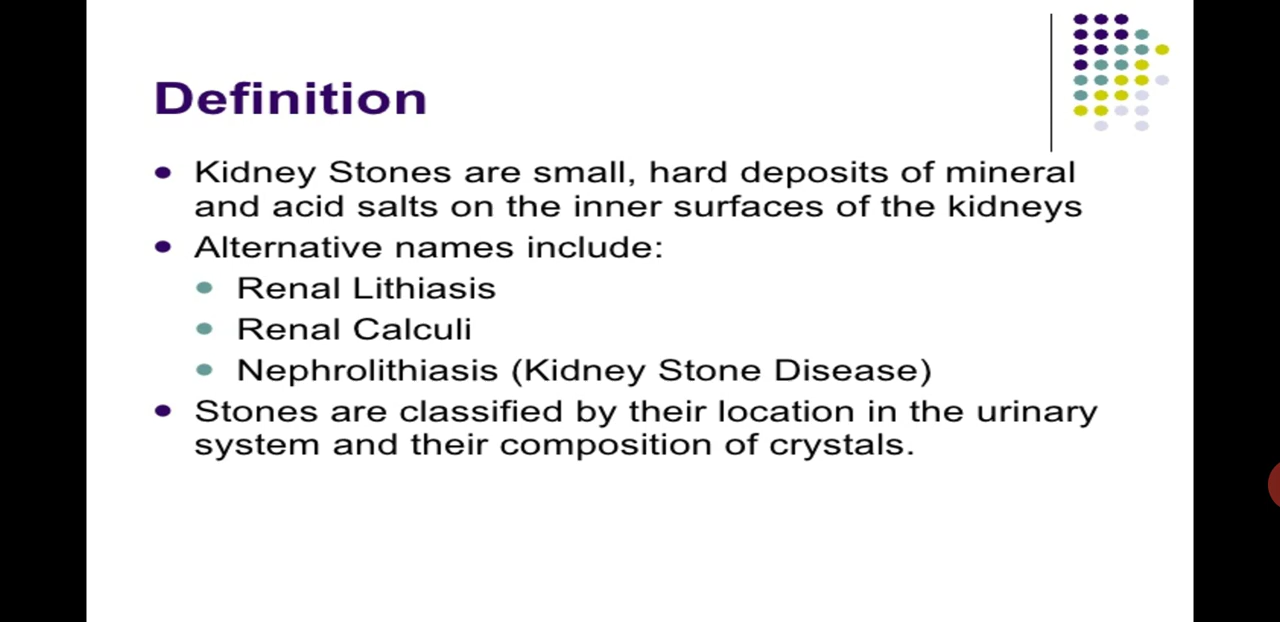 Definition
Kidney Stones are small, hard deposits of mineral
and acid salts on the inner surfaces of the kidneys
Alternative names include:
Renal Lithiasis
Renal Calculi
Nephrolithiasis (Kidney Stone Disease)
Stones are classified by their location in the urinary
system and their composition of crystals.